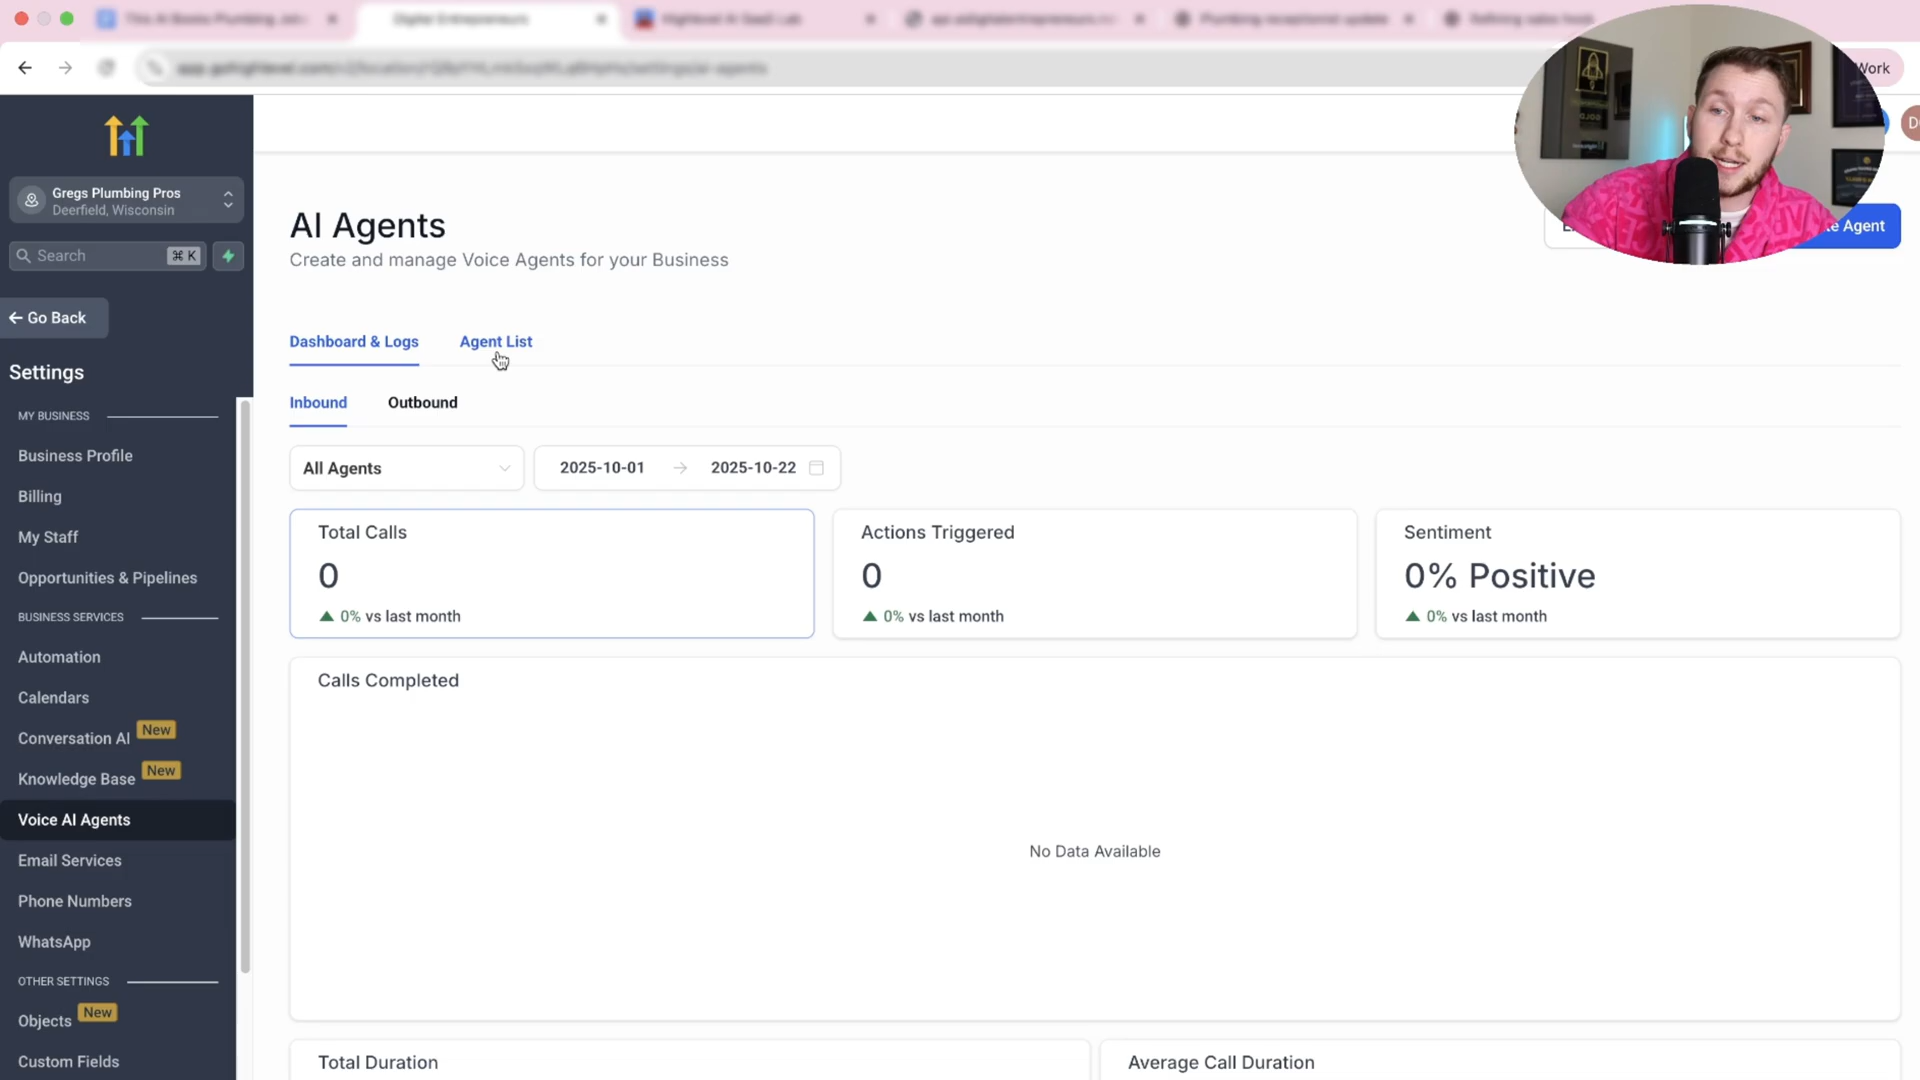 Work
Gregs Plumbing Pros
Deerfield, Wisconsin
Search
⌘ K
Go Back
Settings
MY BUSINESS
Business Profile
Billing
My Staff
Opportunities & Pipelines
BUSINESS SERVICES
Automation
Calendars
Conversation AI New
Knowledge Base New
Voice AI Agents
Email Services
Phone Numbers
WhatsApp
OTHER SETTINGS
Objects New
Custom Fields
AI Agents
Create and manage Voice Agents for your Business
Agent
Dashboard & Logs Agent List
Inbound Outbound
All Agents 2025-10-01 → 2025-10-22
Total Calls
0
0% vs last month
Actions Triggered
0
0% vs last month
Sentiment
0% Positive
0% vs last month
Calls Completed
No Data Available
Total Duration
Average Call Duration